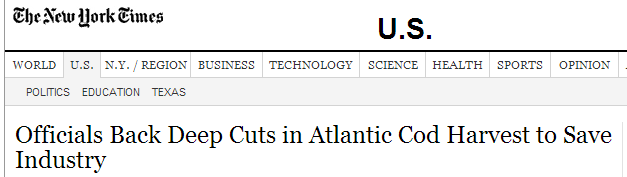 The New York Times
U.S.
WORLD U.S. N.Y. / REGION BUSINESS TECHNOLOGY SCIENCE HEALTH SPORTS OPINION
POLITICS EDUCATION TEXAS
Officials Back Deep Cuts in Atlantic Cod Harvest to Save
Industry